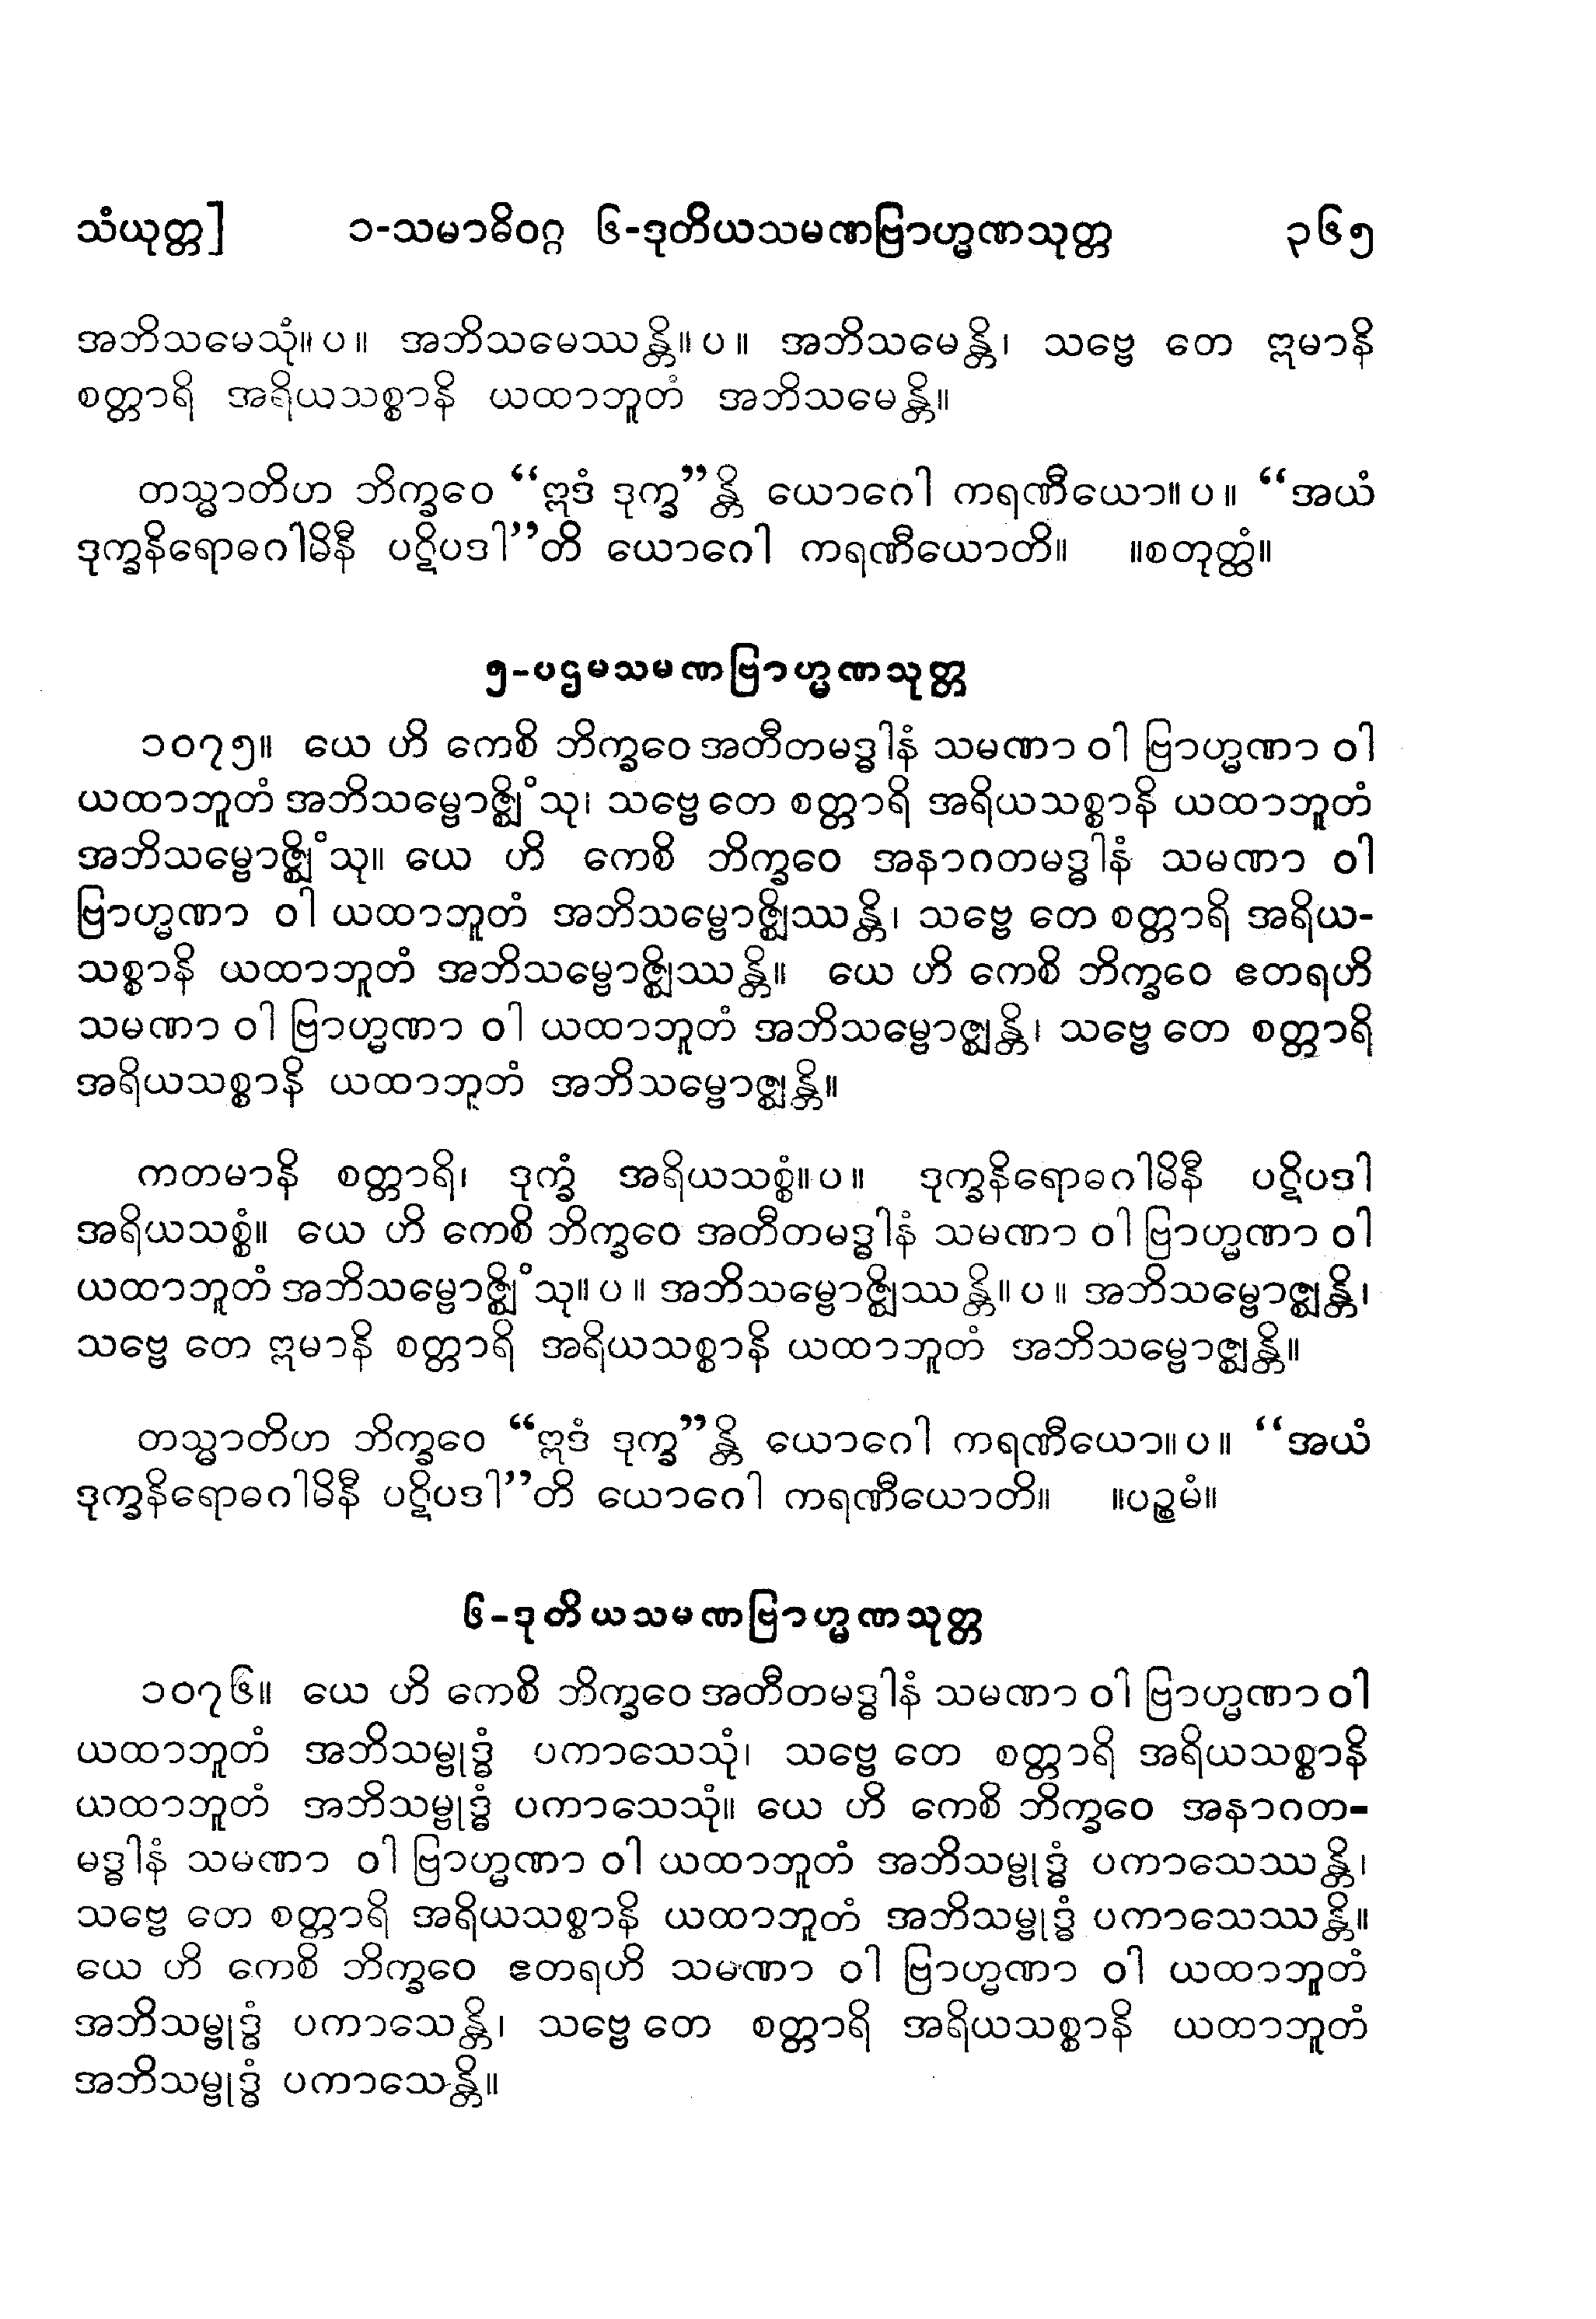 သံယုတ္တ] ၁-သမာဓိဝဂ္ဂ ၆-ဒုတိယသမဏဗြာဟ္မဏသုတ္တ ၃၆၅
အဘိသမေသုံ။ ပ ။ အဘိသမေဿန္တိ။ ပ ။ အဘိသမေန္တိ၊ သဗ္ဗေ တေ ဣမာနိ
စတ္တာရိ အရိယသစ္စာနိ ယထာဘူတံ အဘိသမေန္တိ။
တသ္မာတိဟ ဘိက္ခဝေ “ဣဒံ ဒုက္ခ”န္တိ ယောဂေါ ကရဏီယော။ ပ ။ “အယံ
ဒုက္ခနိရောဓဂါမိနီ ပဋိပဒါ”တိ ယောဂေါ ကရဏီယောတိ။ ။စတုတ္ထံ။
၅-ပဌမသမဏဗြာဟ္မဏသုတ္တ
၁၀၇၅။ ယေ ဟိ ကေစိ ဘိက္ခဝေ အတီတမဒ္ဓါနံ သမဏာ ဝါ ဗြာဟ္မဏာ ဝါ
ယထာဘူတံ အဘိသမ္ဗောဇ္ဈိံသု၊ သဗ္ဗေ တေ စတ္တာရိ အရိယသစ္စာနိ ယထာဘူတံ
အဘိသမ္ဗောဇ္ဈိံသု။ ယေ ဟိ ကေစိ ဘိက္ခဝေ အနာဂတမဒ္ဓါနံ သမဏာ ဝါ
ဗြာဟ္မဏာ ဝါ ယထာဘူတံ အဘိသမ္ဗောဇ္ဈိဿန္တိ၊ သဗ္ဗေ တေ စတ္တာရိ အရိယ-
သစ္စာနိ ယထာဘူတံ အဘိသမ္ဗောဇ္ဈိဿန္တိ။ ယေ ဟိ ကေစိ ဘိက္ခဝေ ဧတရဟိ
သမဏာ ဝါ ဗြာဟ္မဏာ ဝါ ယထာဘူတံ အဘိသမ္ဗောဇ္ဈန္တိ၊ သဗ္ဗေ တေ စတ္တာရိ
အရိယသစ္စာနိ ယထာဘူတံ အဘိသမ္ဗောဇ္ဈန္တိ။
ကတမာနိ စတ္တာရိ၊ ဒုက္ခံ အရိယသစ္စံ။ ပ ။ ဒုက္ခနိရောဓဂါမိနီ ပဋိပဒါ
အရိယသစ္စံ။ ယေ ဟိ ကေစိ ဘိက္ခဝေ အတီတမဒ္ဓါနံ သမဏာ ဝါ ဗြာဟ္မဏာ ဝါ
ယထာဘူတံ အဘိသမ္ဗောဇ္ဈိံသု။ ပ ။ အဘိသမ္ဗောဇ္ဈိဿန္တိ။ ပ ။ အဘိသမ္ဗောဇ္ဈန္တိ၊
သဗ္ဗေ တေ ဣမာနိ စတ္တာရိ အရိယသစ္စာနိ ယထာဘူတံ အဘိသမ္ဗောဇ္ဈန္တိ။
တသ္မာတိဟ ဘိက္ခဝေ “ဣဒံ ဒုက္ခ”န္တိ ယောဂေါ ကရဏီယော။ ပ ။ “အယံ
ဒုက္ခနိရောဓဂါမိနီ ပဋိပဒါ”တိ ယောဂေါ ကရဏီယောတိ။ ။ပဉ္စမံ။
၆-ဒုတိယသမဏဗြာဟ္မဏသုတ္တ
၁၀၇၆။ ယေ ဟိ ကေစိ ဘိက္ခဝေ အတီတမဒ္ဓါနံ သမဏာ ဝါ ဗြာဟ္မဏာ ဝါ
ယထာဘူတံ အဘိသမ္ဗုဒ္ဓံ ပကာသေသုံ၊ သဗ္ဗေ တေ စတ္တာရိ အရိယသစ္စာနိ
ယထာဘူတံ အဘိသမ္ဗုဒ္ဓံ ပကာသေသုံ။ ယေ ဟိ ကေစိ ဘိက္ခဝေ အနာဂတ-
မဒ္ဓါနံ သမဏာ ဝါ ဗြာဟ္မဏာ ဝါ ယထာဘူတံ အဘိသမ္ဗုဒ္ဓံ ပကာသေဿန္တိ၊
သဗ္ဗေ တေ စတ္တာရိ အရိယသစ္စာနိ ယထာဘူတံ အဘိသမ္ဗုဒ္ဓံ ပကာသေဿန္တိ။
ယေ ဟိ ကေစိ ဘိက္ခဝေ ဧတရဟိ သမဏာ ဝါ ဗြာဟ္မဏာ ဝါ ယထာဘူတံ
အဘိသမ္ဗုဒ္ဓံ ပကာသေန္တိ၊ သဗ္ဗေ တေ စတ္တာရိ အရိယသစ္စာနိ ယထာဘူတံ
အဘိသမ္ဗုဒ္ဓံ ပကာသေန္တိ။